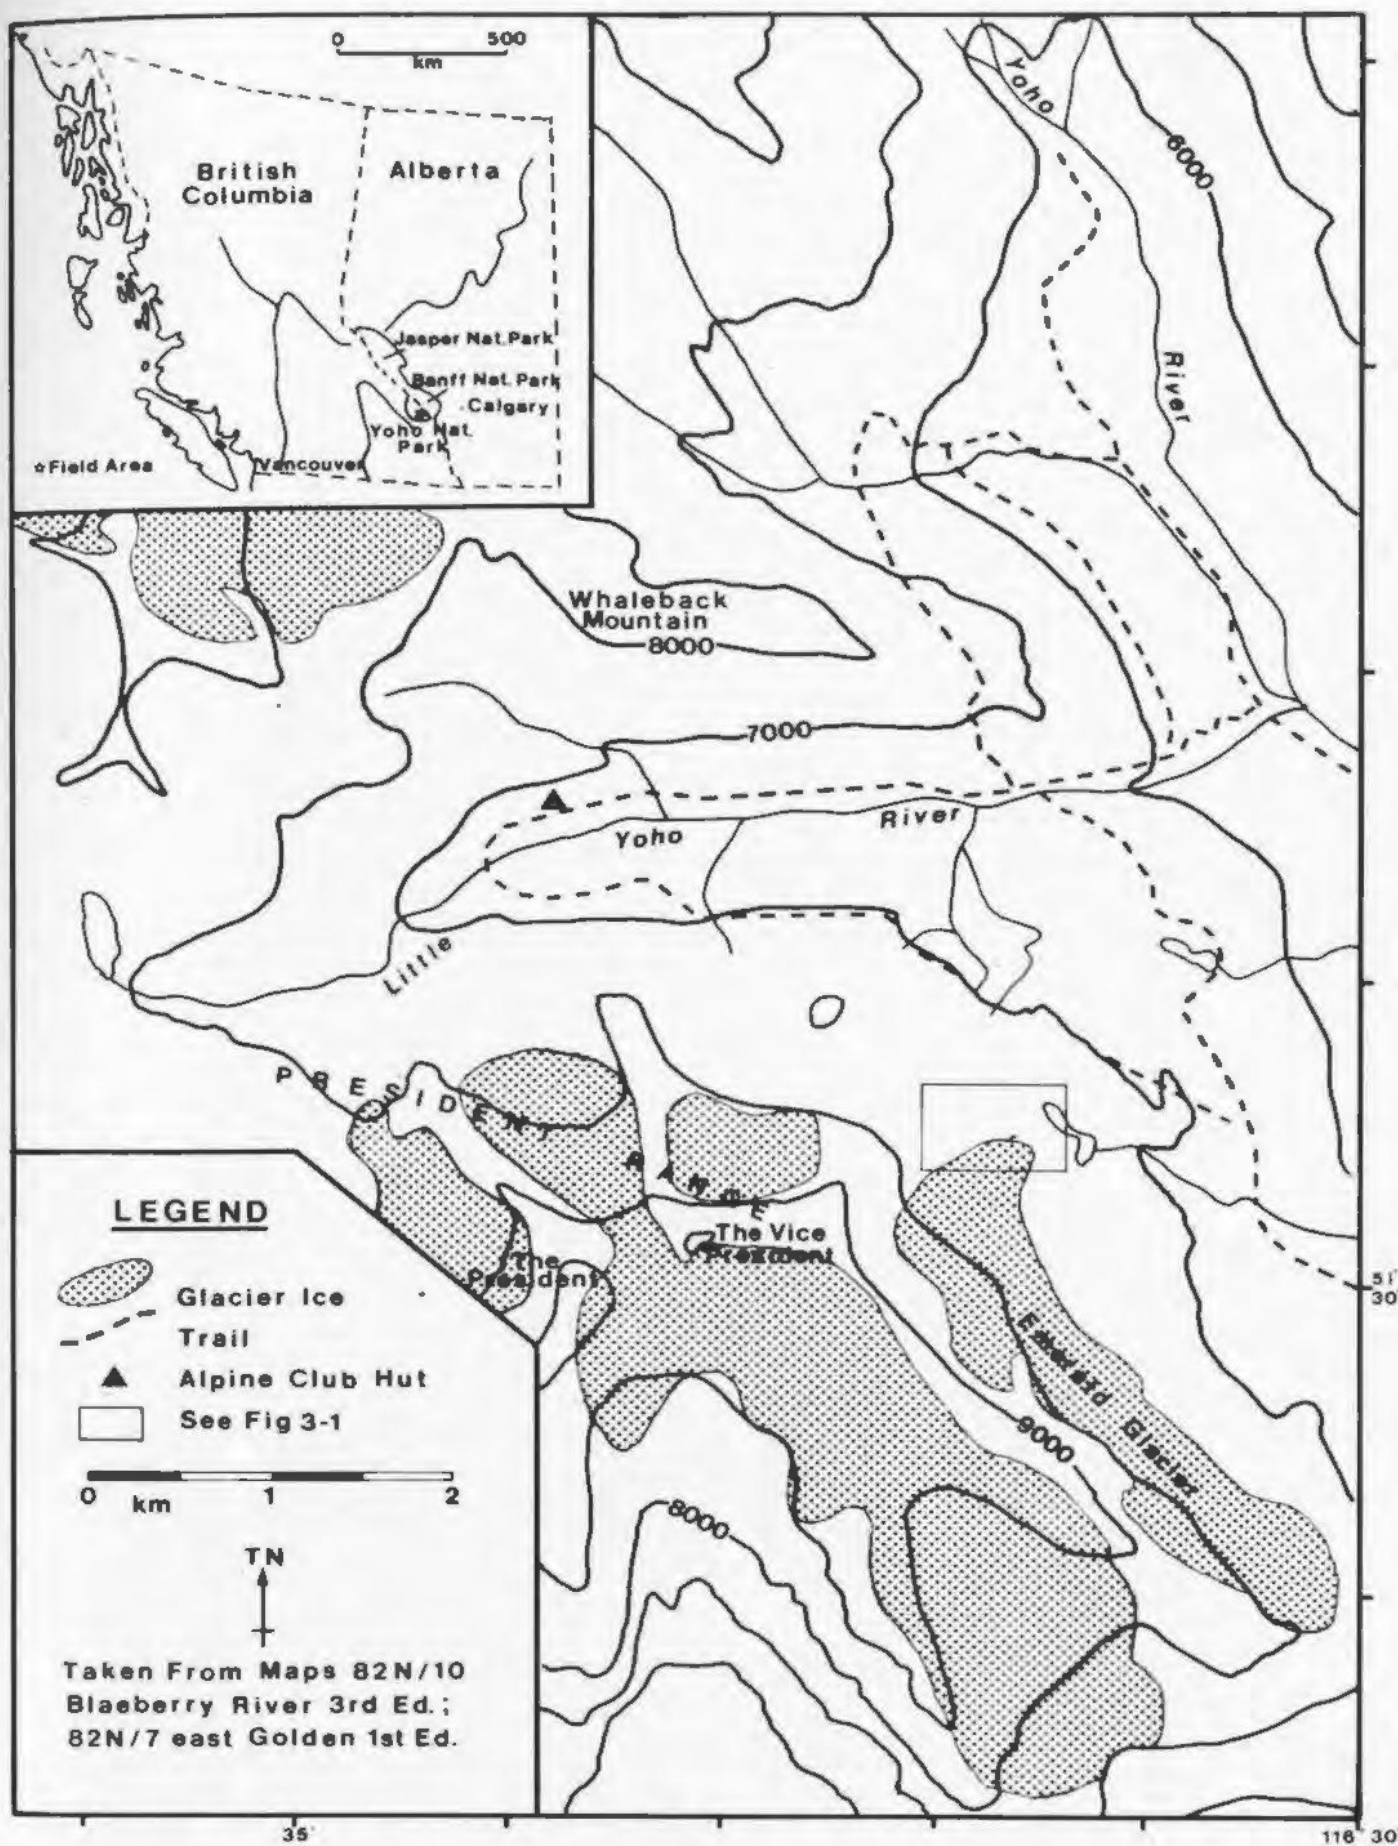 0 500
km
British
Columbia
Alberta
Jasper Nat. Park
Banff Nat. Park
Calgary
Yoho Nat.
Park
☆Field Area
Vancouver
Yoho
6000
River
Whaleback
Mountain
8000
7000
River
Yoho
Little
PRESIDENT
RANGE
The Vice
President
The
President
Emerald Glacier
9000
8000
51°
30'
LEGEND
Glacier Ice
Trail
Alpine Club Hut
See Fig 3-1
0 km 1 2
TN
Taken From Maps 82N/10
Blaeberry River 3rd Ed.;
82N/7 east Golden 1st Ed.
35'
116° 30'